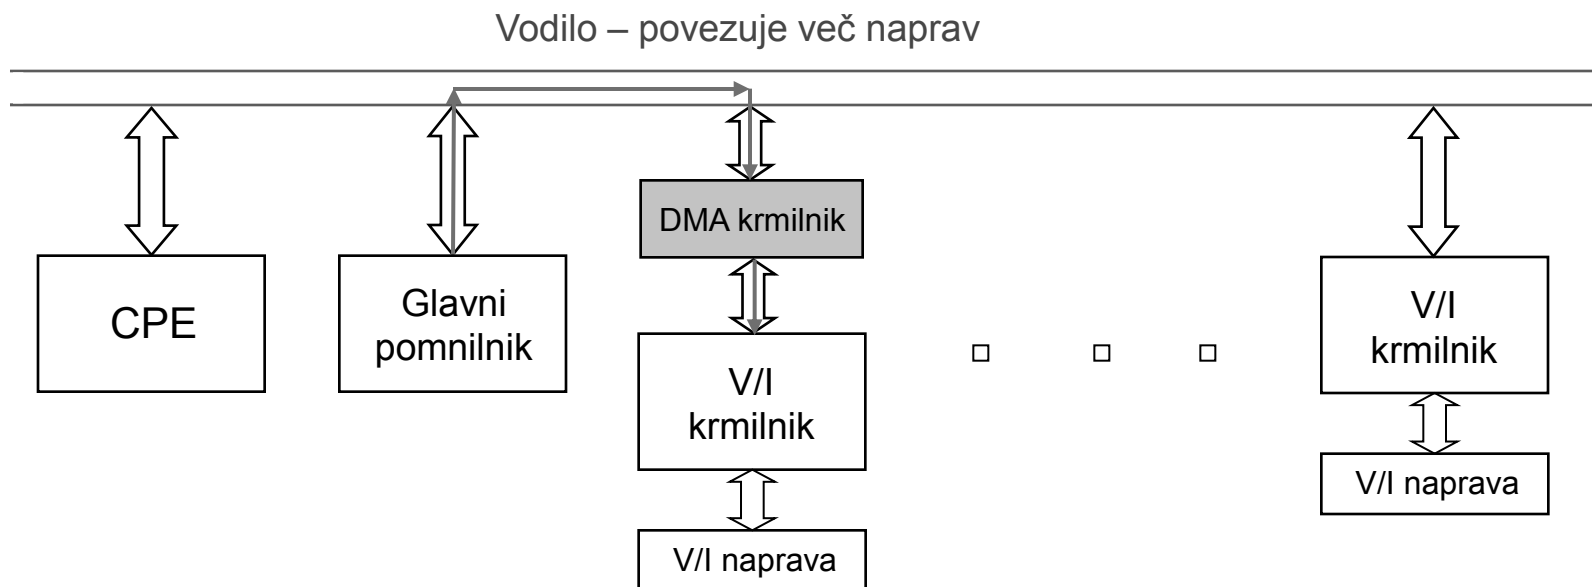 Vodilo – povezuje več naprav
CPE
Glavni
pomnilnik
DMA krmilnik
V/I
krmilnik
V/I naprava
V/I
krmilnik
V/I naprava